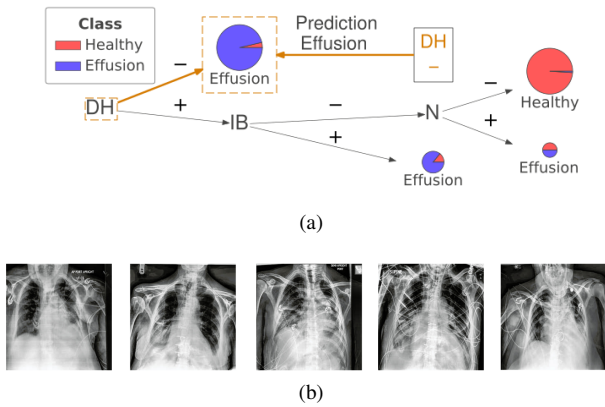 Class
Healthy
Effusion
Prediction
Effusion
DH
–
Effusion
–
DH
+
IB
–
+
N
–
+
Healthy
Effusion
Effusion
(a)
(b)